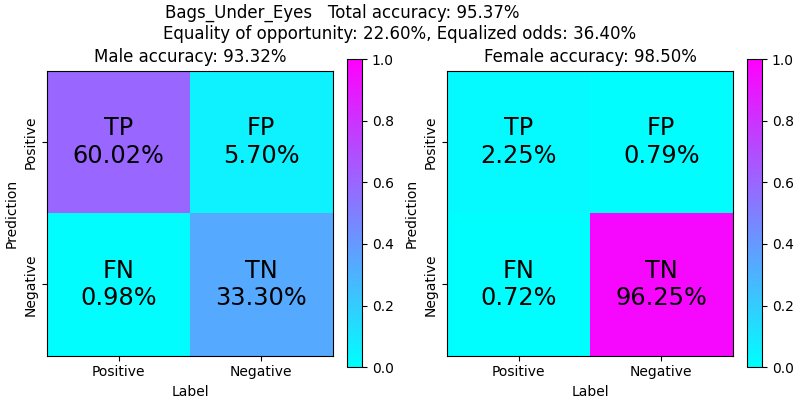 Bags_Under_Eyes   Total accuracy: 95.37%
Equality of opportunity: 22.60%, Equalized odds: 36.40%
Male accuracy: 93.32%
Prediction
Positive
Negative
TP
60.02%
FP
5.70%
FN
0.98%
TN
33.30%
Positive
Negative
Label
1.0
0.8
0.6
0.4
0.2
0.0
Female accuracy: 98.50%
Prediction
Positive
Negative
TP
2.25%
FP
0.79%
FN
0.72%
TN
96.25%
Positive
Negative
Label
1.0
0.8
0.6
0.4
0.2
0.0